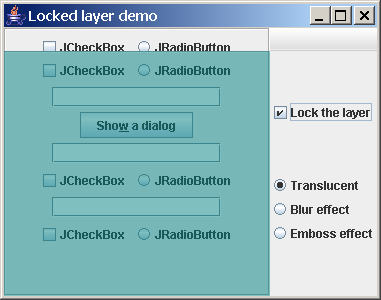 Locked layer demo
JCheckBox JRadioButton
JCheckBox JRadioButton
Lock the layer
Show a dialog
JCheckBox JRadioButton
Translucent
Blur effect
JCheckBox JRadioButton
Emboss effect